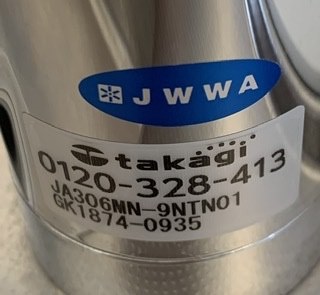 JWWA
takagi
0120-328-413
JA306MN-9NTN01
GK1874-0935